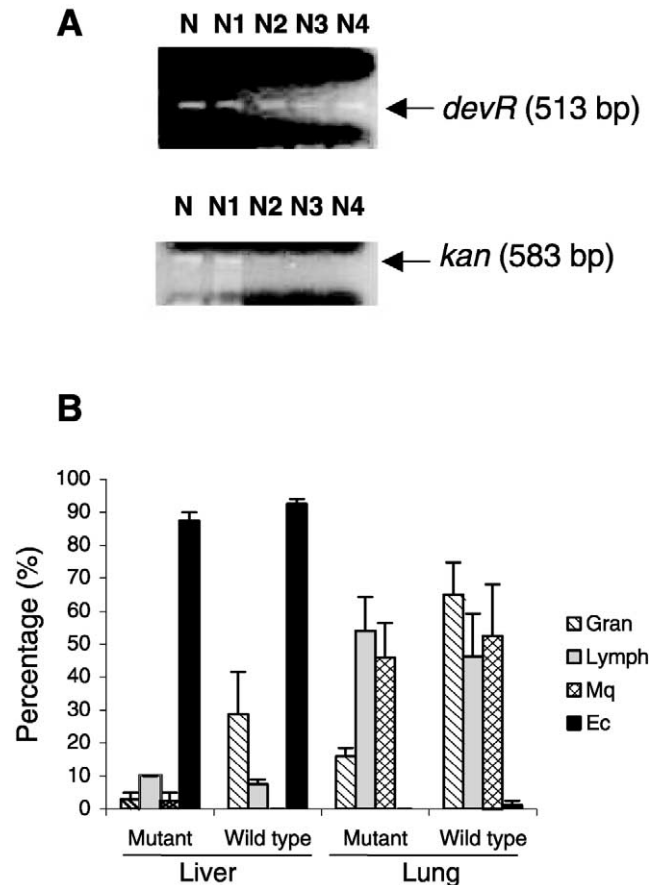 A
N N1 N2 N3 N4
devR (513 bp)
N N1 N2 N3 N4
kan (583 bp)
B
Percentage (%)
100
90
80
70
60
50
40
30
20
10
0
Gran
Lymph
Mq
Ec
Mutant Wild type Mutant Wild type
Liver Lung